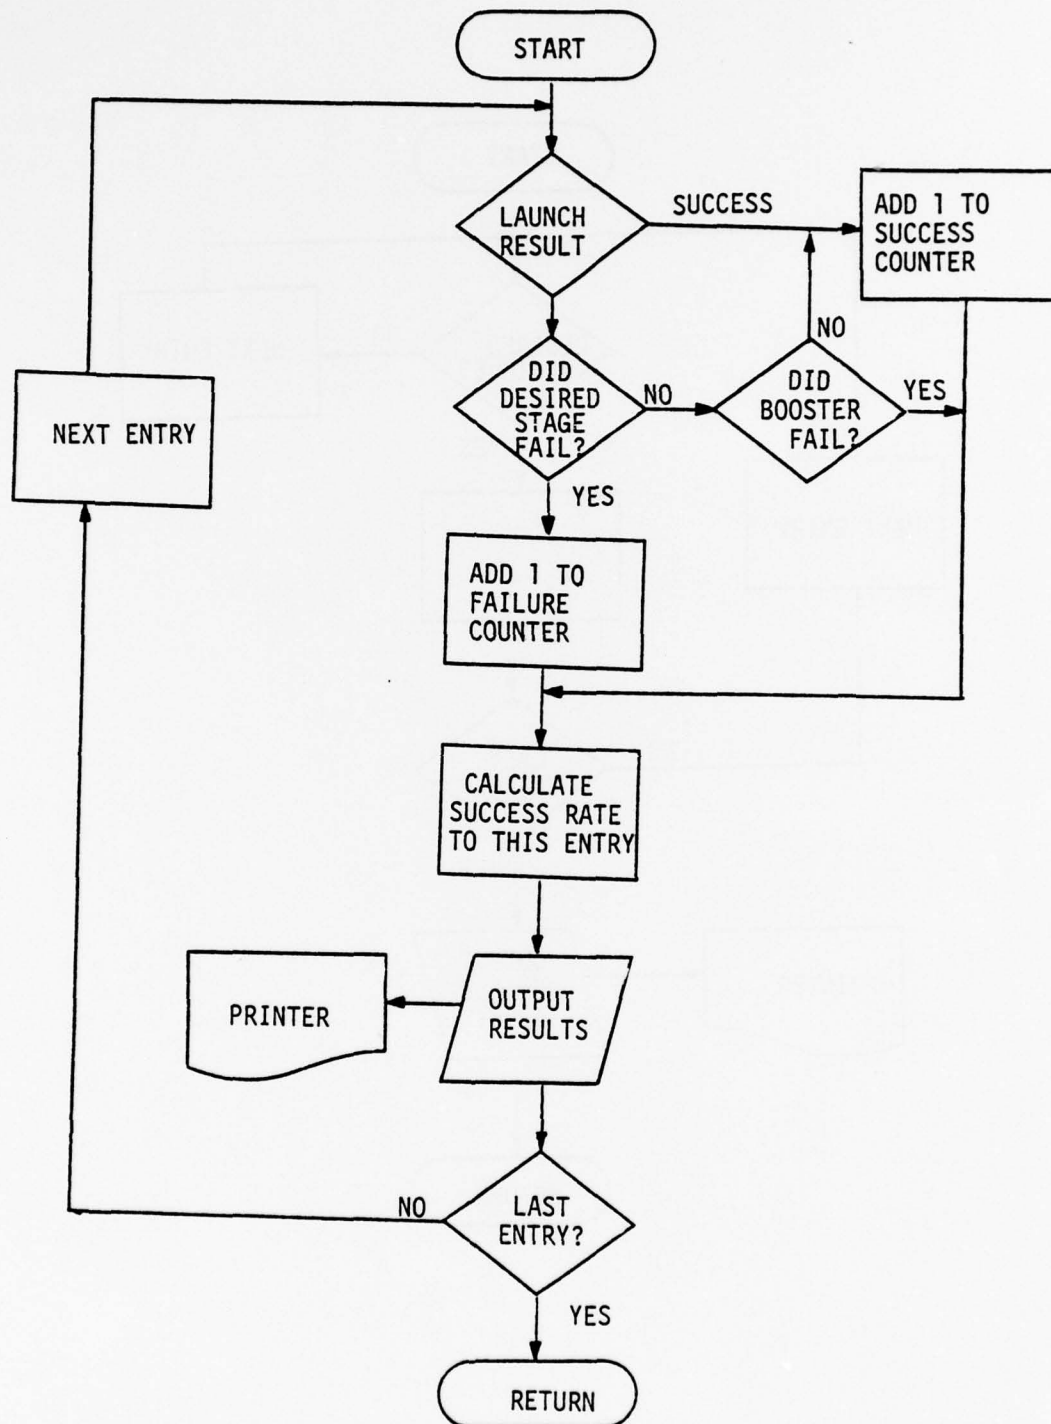 START
LAUNCH
RESULT
SUCCESS
ADD 1 TO
SUCCESS
COUNTER
NO
DID
DESIRED
STAGE
FAIL?
NO
DID
BOOSTER
FAIL?
YES
NEXT ENTRY
YES
ADD 1 TO
FAILURE
COUNTER
CALCULATE
SUCCESS RATE
TO THIS ENTRY
PRINTER
OUTPUT
RESULTS
NO
LAST
ENTRY?
YES
RETURN